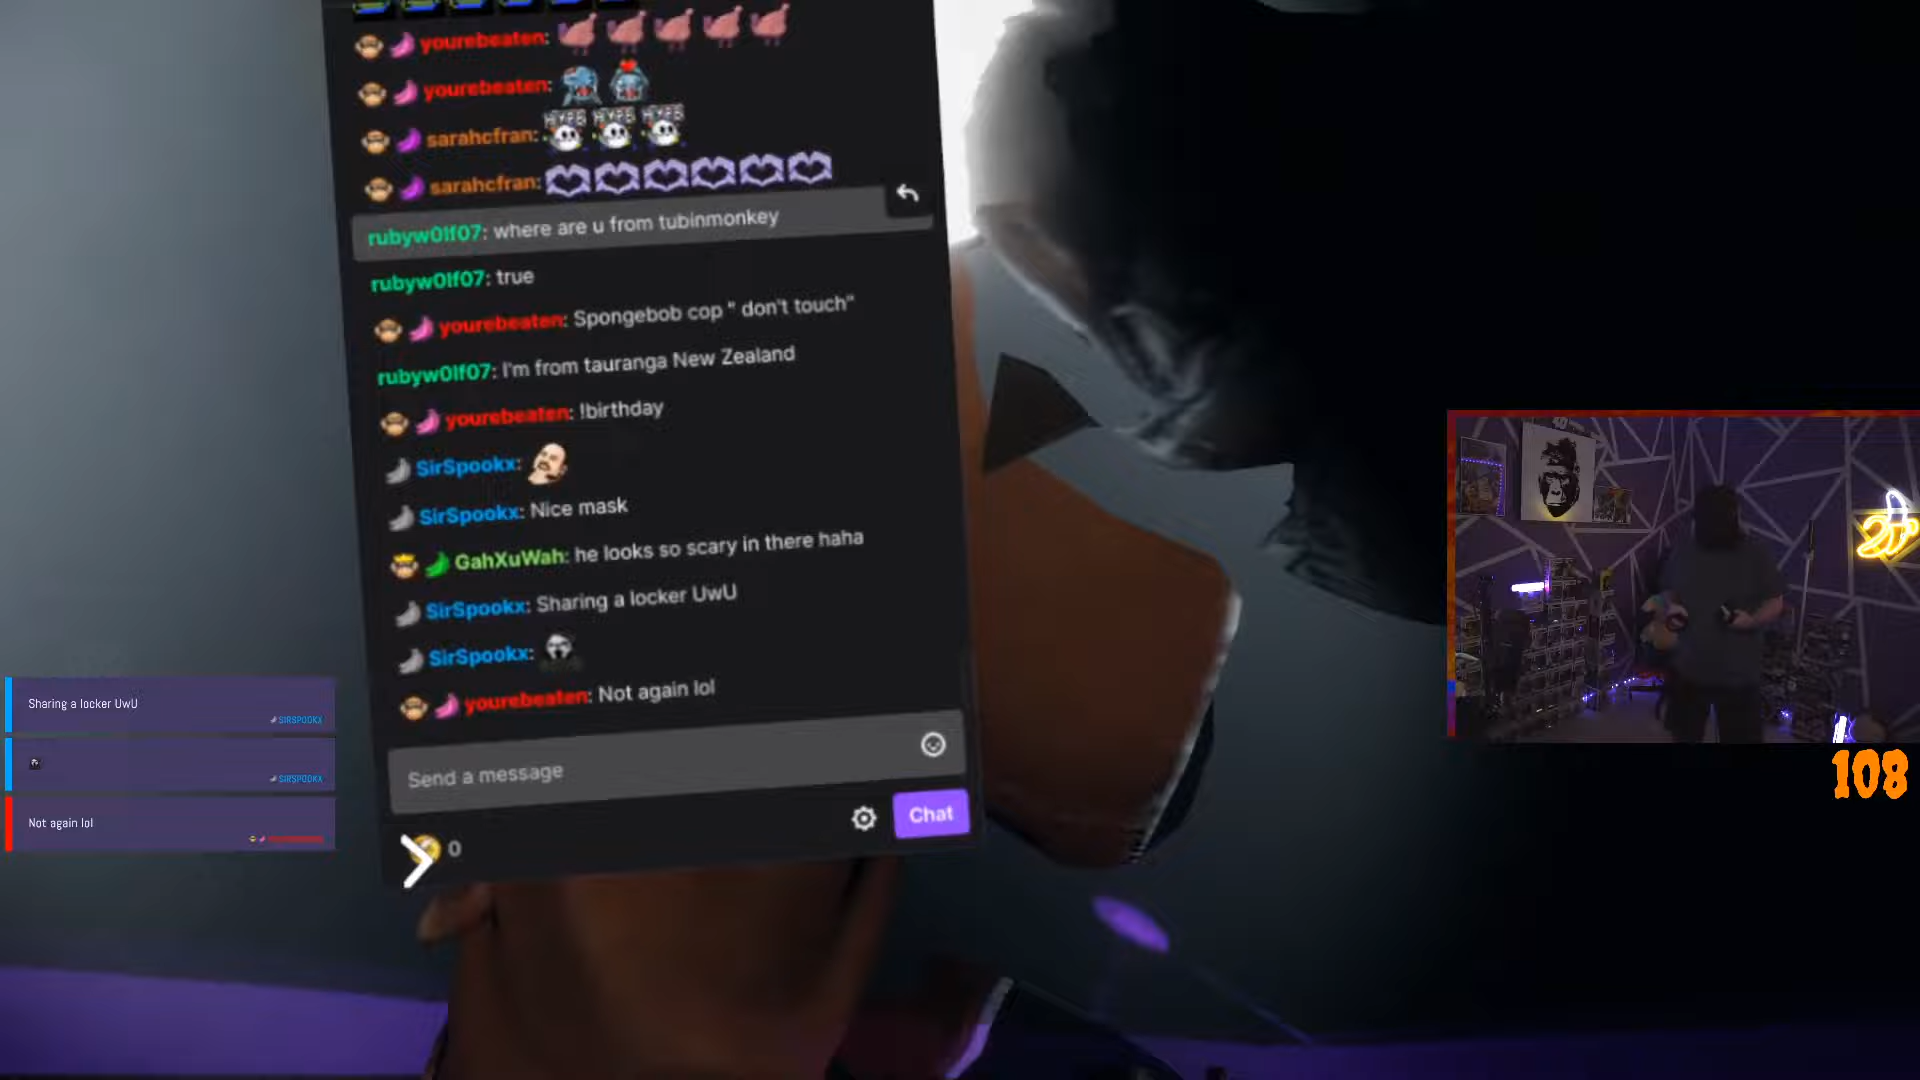 yourebeaten:
yourebeaten:
sarahcfran: HYPE HYPE HYPE
sarahcfran:
rubyw0lf07: where are u from tubinmonkey
rubyw0lf07: true
yourebeaten: Spongebob cop " don't touch"
rubyw0lf07: I'm from tauranga New Zealand
yourebeaten: !birthday
SirSpookx:
SirSpookx: Nice mask
GahXuWah: he looks so scary in there haha
SirSpookx: Sharing a locker UwU
SirSpookx:
yourebeaten: Not again lol
Send a message
Chat
0
Sharing a locker UwU
SIRSPOOKX
SIRSPOOKX
Not again lol
108